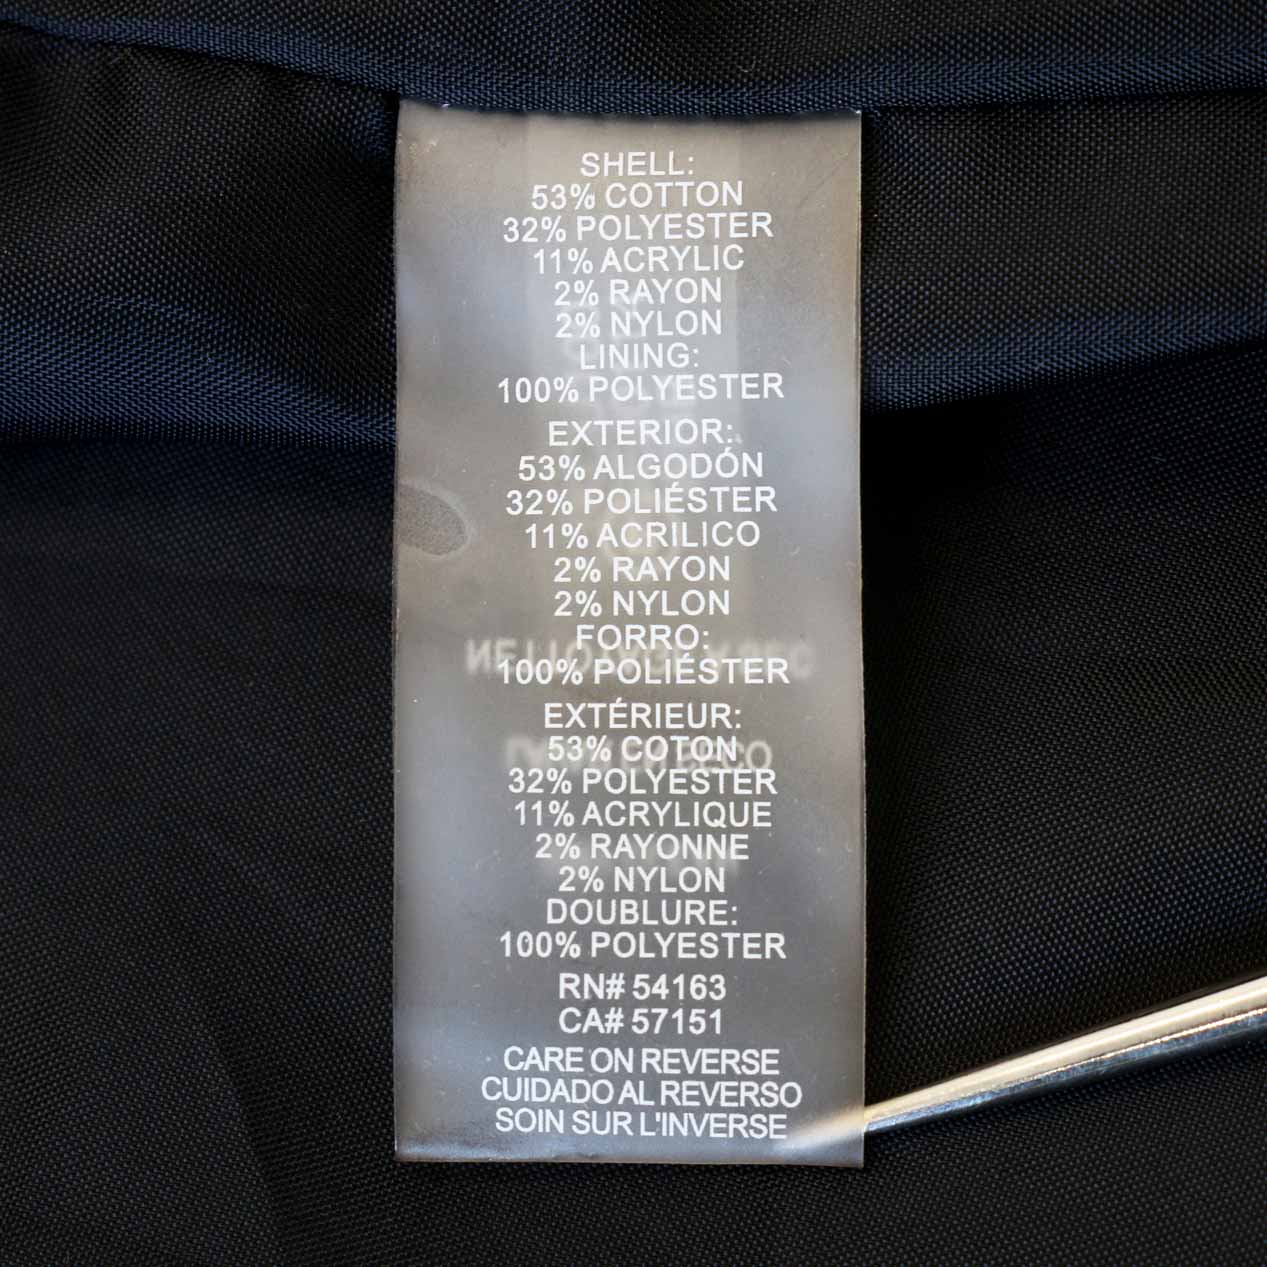 SHELL:
53% COTTON
32% POLYESTER
11% ACRYLIC
2% RAYON
2% NYLON
LINING:
100% POLYESTER
EXTERIOR:
53% ALGODÓN
32% POLIÉSTER
11% ACRILICO
2% RAYON
2% NYLON
FORRO:
100% POLIÉSTER
EXTÉRIEUR:
53% COTON
32% POLYESTER
11% ACRYLIQUE
2% RAYONNE
2% NYLON
DOUBLURE:
100% POLYESTER
RN# 54163
CA# 57151
CARE ON REVERSE
CUIDADO AL REVERSO
SOIN SUR L'INVERSE